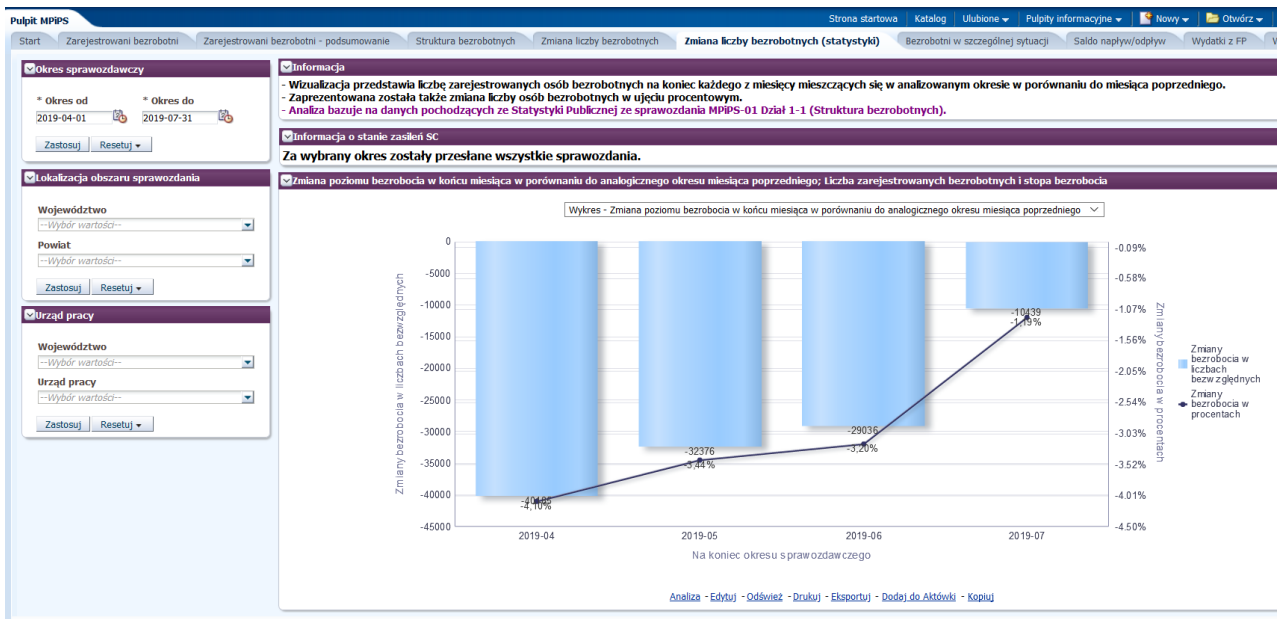 Pulpit MPiPS
Strona startowa Katalog Ulubione Pulpity informacyjne Nowy Otwórz
Start Zarejestrowani bezrobotni Zarejestrowani bezrobotni - podsumowanie Struktura bezrobotnych Zmiana liczby bezrobotnych Zmiana liczby bezrobotnych (statystyki) Bezrobotni w szczególnej sytuacji Saldo napływ/odpływ Wydatki z FP
Okres sprawozdawczy
* Okres od * Okres do
2019-04-01 2019-07-31
Zastosuj Resetuj
Lokalizacja obszaru sprawozdania
Województwo
--Wybór wartości--
Powiat
--Wybór wartości--
Zastosuj Resetuj
Urząd pracy
Województwo
--Wybór wartości--
Urząd pracy
--Wybór wartości--
Zastosuj Resetuj
Informacja
- Wizualizacja przedstawia liczbę zarejestrowanych osób bezrobotnych na koniec każdego z miesięcy mieszczących się w analizowanym okresie w porównaniu do miesiąca poprzedniego.
- Zaprezentowana została także zmiana liczby osób bezrobotnych w ujęciu procentowym.
- Analiza bazuje na danych pochodzących ze Statystyki Publicznej ze sprawozdania MPiPS-01 Dział 1-1 (Struktura bezrobotnych).
Informacja o stanie zasileń SC
Za wybrany okres zostały przesłane wszystkie sprawozdania.
Zmiana poziomu bezrobocia w końcu miesiąca w porównaniu do analogicznego okresu miesiąca poprzedniego; Liczba zarejestrowanych bezrobotnych i stopa bezrobocia
Wykres - Zmiana poziomu bezrobocia w końcu miesiąca w porównaniu do analogicznego okresu miesiąca poprzedniego
Zmiany bezrobocia w liczbach bezwzględnych
0
-5000
-10000
-15000
-20000
-25000
-30000
-35000
-40000
-45000
-4,10%
-32376
-3,44%
-29036
-3,20%
-10439
-1,19%
-0.09%
-0.58%
-1.07%
-1.56%
-2.05%
-2.54%
-3.03%
-3.52%
-4.01%
-4.50%
Zmiany bezrobocia w procentach
2019-04 2019-05 2019-06 2019-07
Na koniec okresu sprawozdawczego
Zmiany
bezrobocia w
liczbach
bezwzględnych
Zmiany
bezrobocia w
procentach
Analiza - Edytuj - Odśwież - Drukuj - Eksportuj - Dodaj do Aktówki - Kopiuj